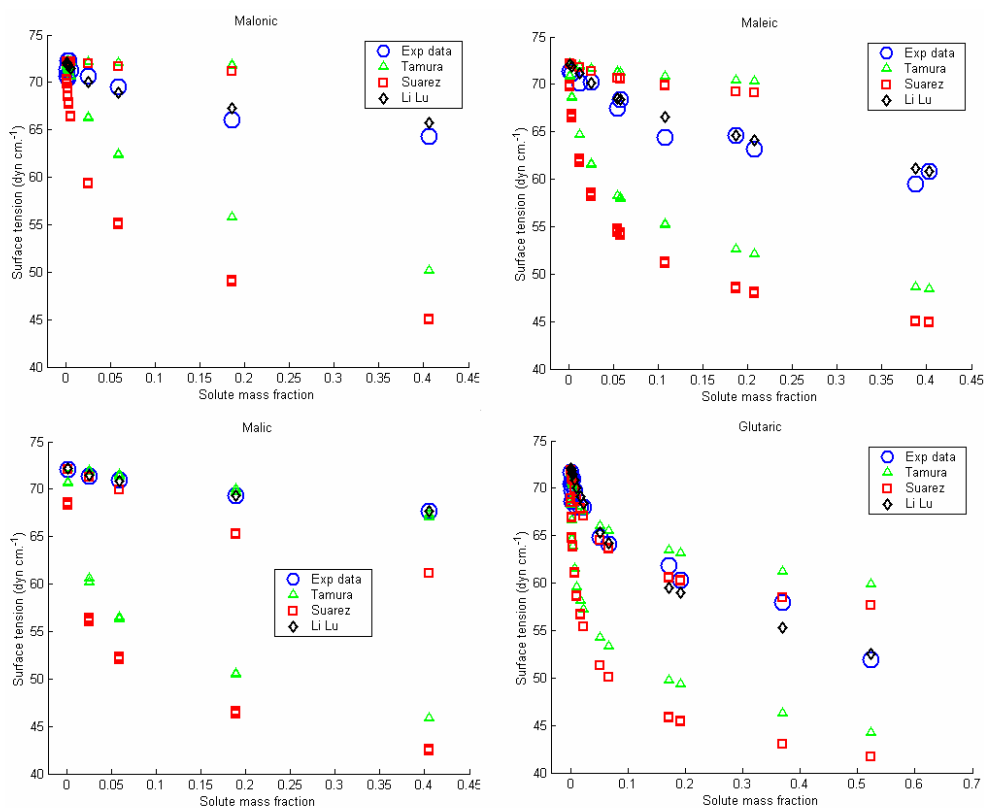 Malonic
75
70
65
60
55
50
45
40
Surface tension (dyn cm-1)
0
0.05
0.1
0.15
0.2
0.25
0.3
0.35
0.4
0.45
Solute mass fraction
Exp data
Tamura
Suarez
Li Lu
Maleic
75
70
65
60
55
50
45
40
Surface tension (dyn cm.-1)
0
0.05
0.1
0.15
0.2
0.25
0.3
0.35
0.4
0.45
Solute mass fraction
Exp data
Tamura
Suarez
Li Lu
Malic
75
70
65
60
55
50
45
40
Surface tension (dyn cm.-1)
0
0.05
0.1
0.15
0.2
0.25
0.3
0.35
0.4
0.45
Solute mass fraction
Exp data
Tamura
Suarez
Li Lu
Glutaric
75
70
65
60
55
50
45
40
Surface tension (dyn cm.-1)
0
0.1
0.2
0.3
0.4
0.5
0.6
0.7
Solute mass fraction
Exp data
Tamura
Suarez
Li Lu